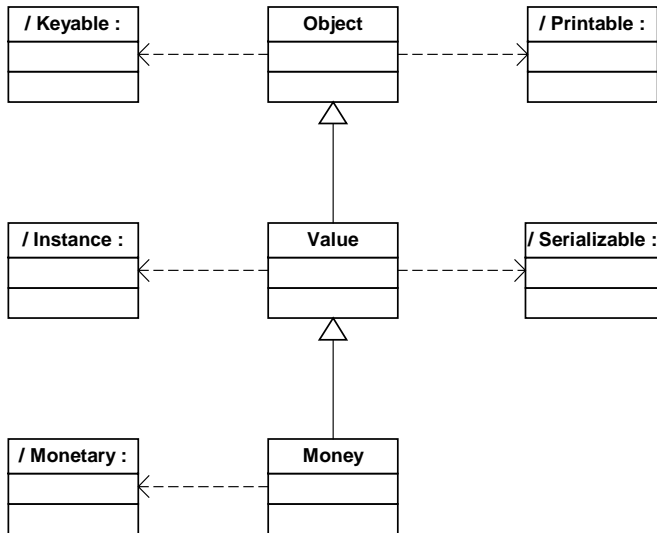 / Keyable :
Object
/ Printable :
/ Instance :
Value
/ Serializable :
/ Monetary :
Money